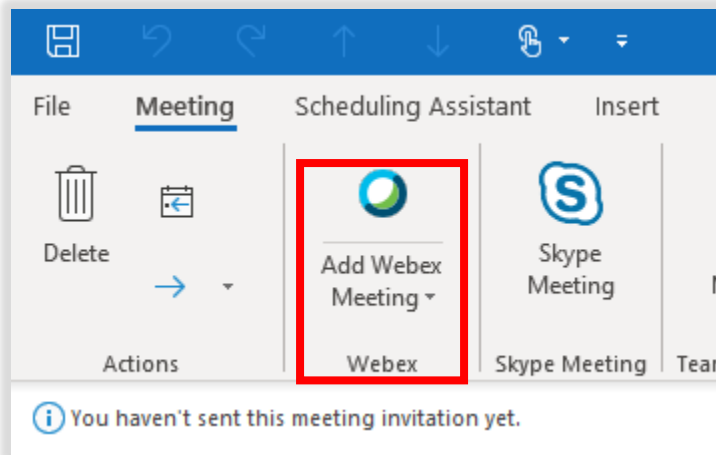 File Meeting Scheduling Assistant Insert
Delete
Add Webex
Meeting
Skype
Meeting
Actions Webex Skype Meeting
You haven't sent this meeting invitation yet.